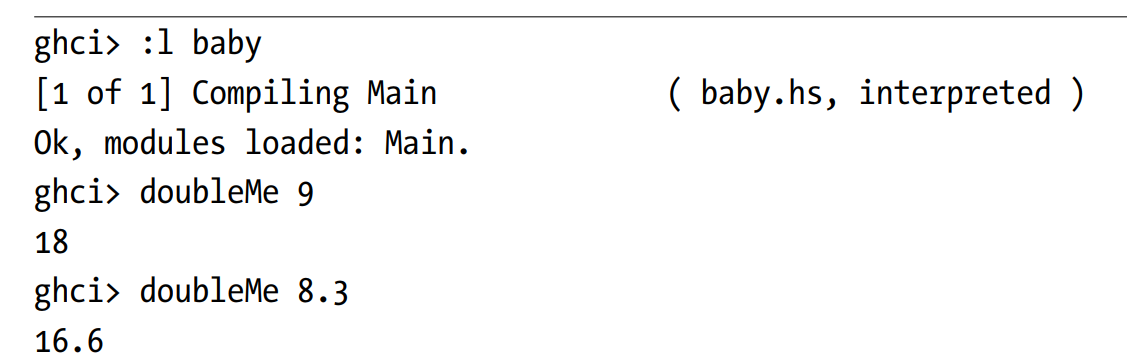 ghci> :l baby
[1 of 1] Compiling Main ( baby.hs, interpreted )
Ok, modules loaded: Main.
ghci> doubleMe 9
18
ghci> doubleMe 8.3
16.6